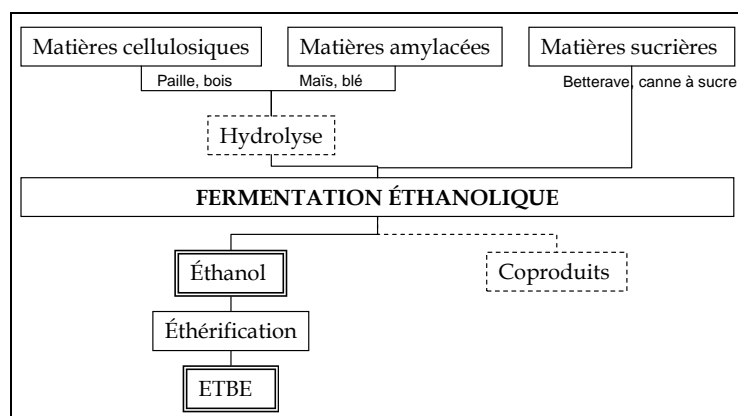 Matières cellulosiques
Matières amylacées
Matières sucrières
Paille, bois
Maïs, blé
Betterave, canne à sucre
Hydrolyse
FERMENTATION ÉTHANOLIQUE
Éthanol
Coproduits
Éthérification
ETBE